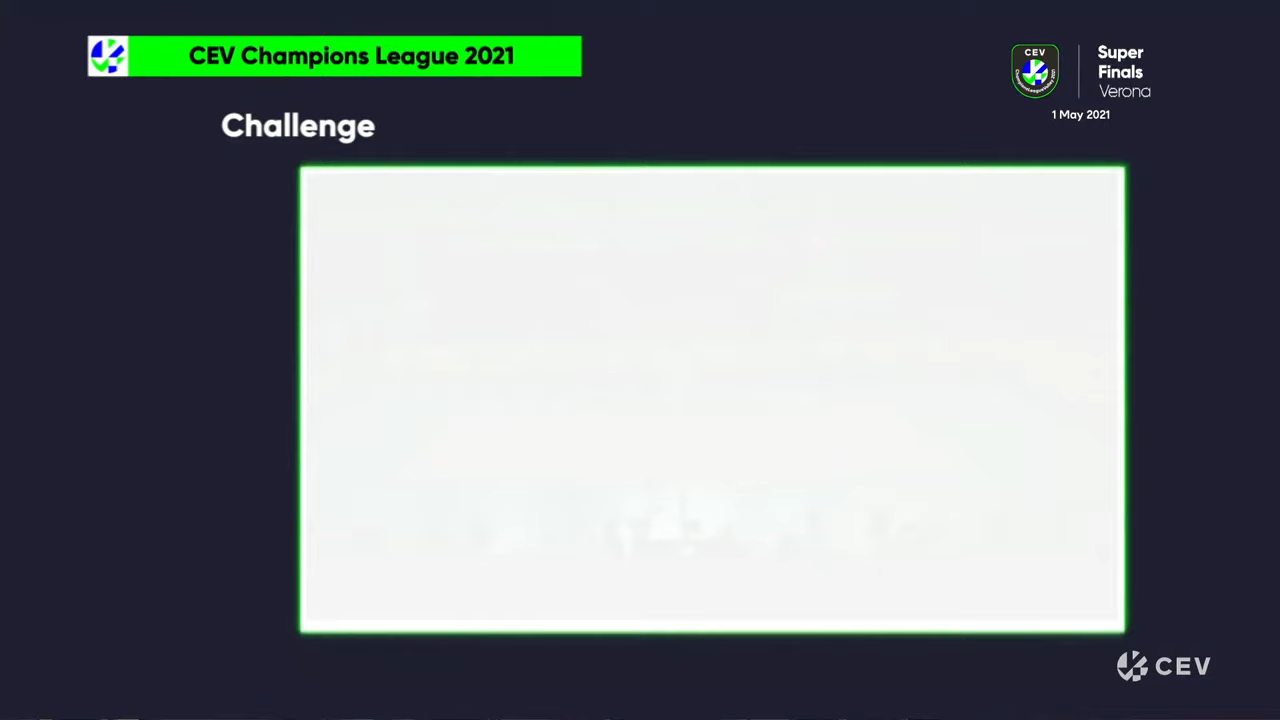 CEV Champions League 2021
CEV
Super
Finals
Verona
1 May 2021
Challenge
CEV